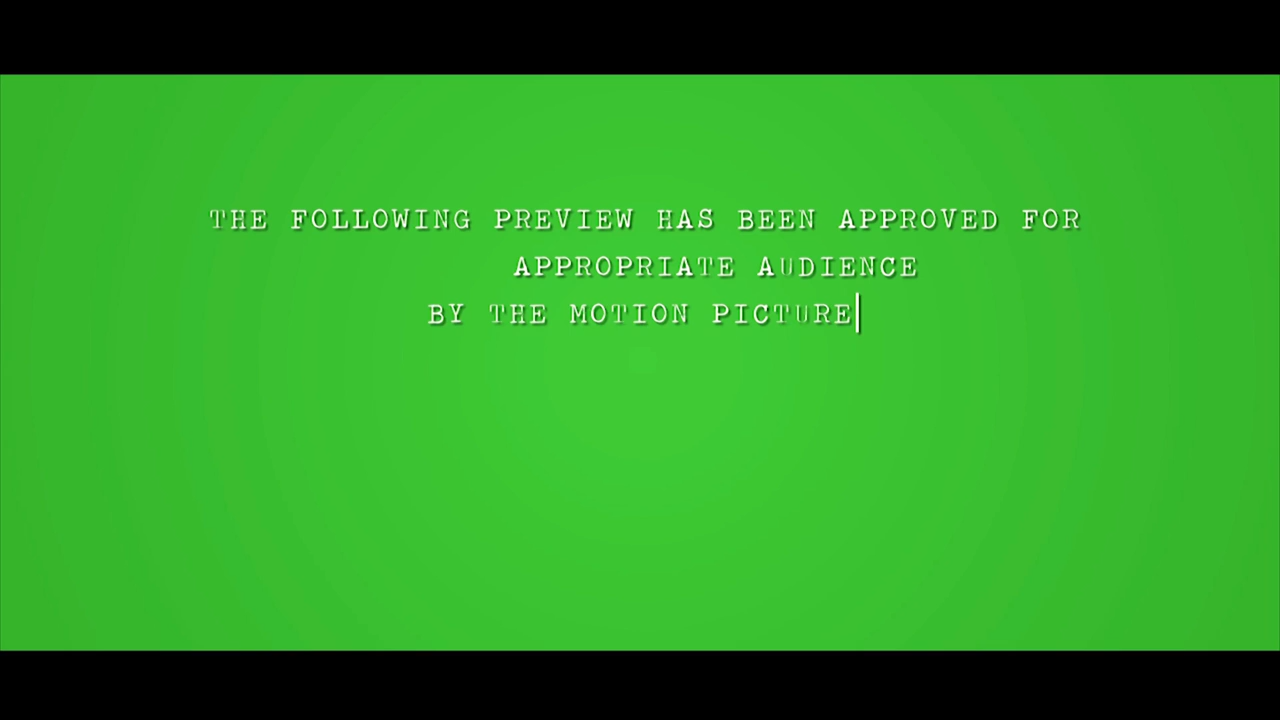 THE FOLLOWING PREVIEW HAS BEEN APPROVED FOR
APPROPRIATE AUDIENCE
BY THE MOTION PICTURE